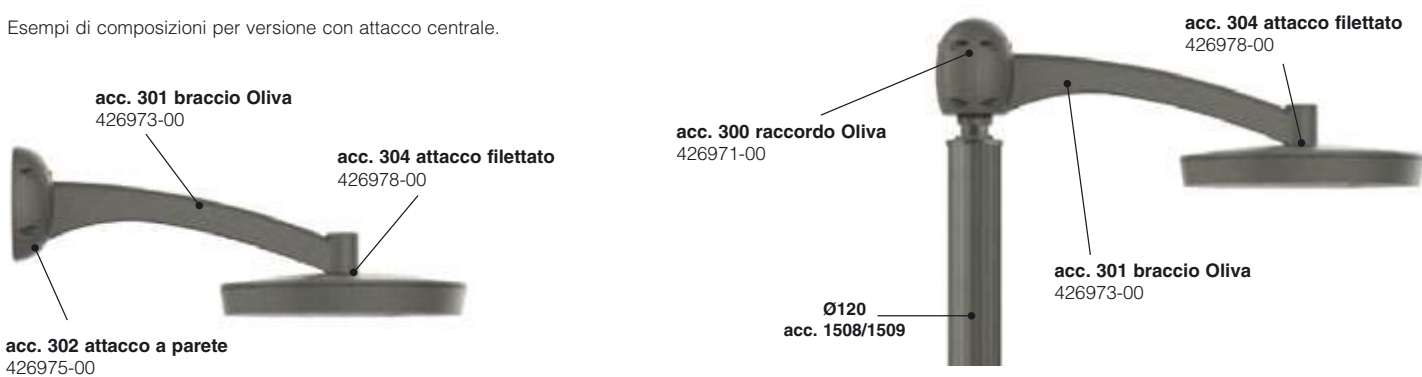 Esempi di composizioni per versione con attacco centrale.
acc. 301 braccio Oliva
426973-00
acc. 304 attacco filettato
426978-00
acc. 302 attacco a parete
426975-00
acc. 304 attacco filettato
426978-00
acc. 300 raccordo Oliva
426971-00
acc. 301 braccio Oliva
426973-00
Ø120
acc. 1508/1509